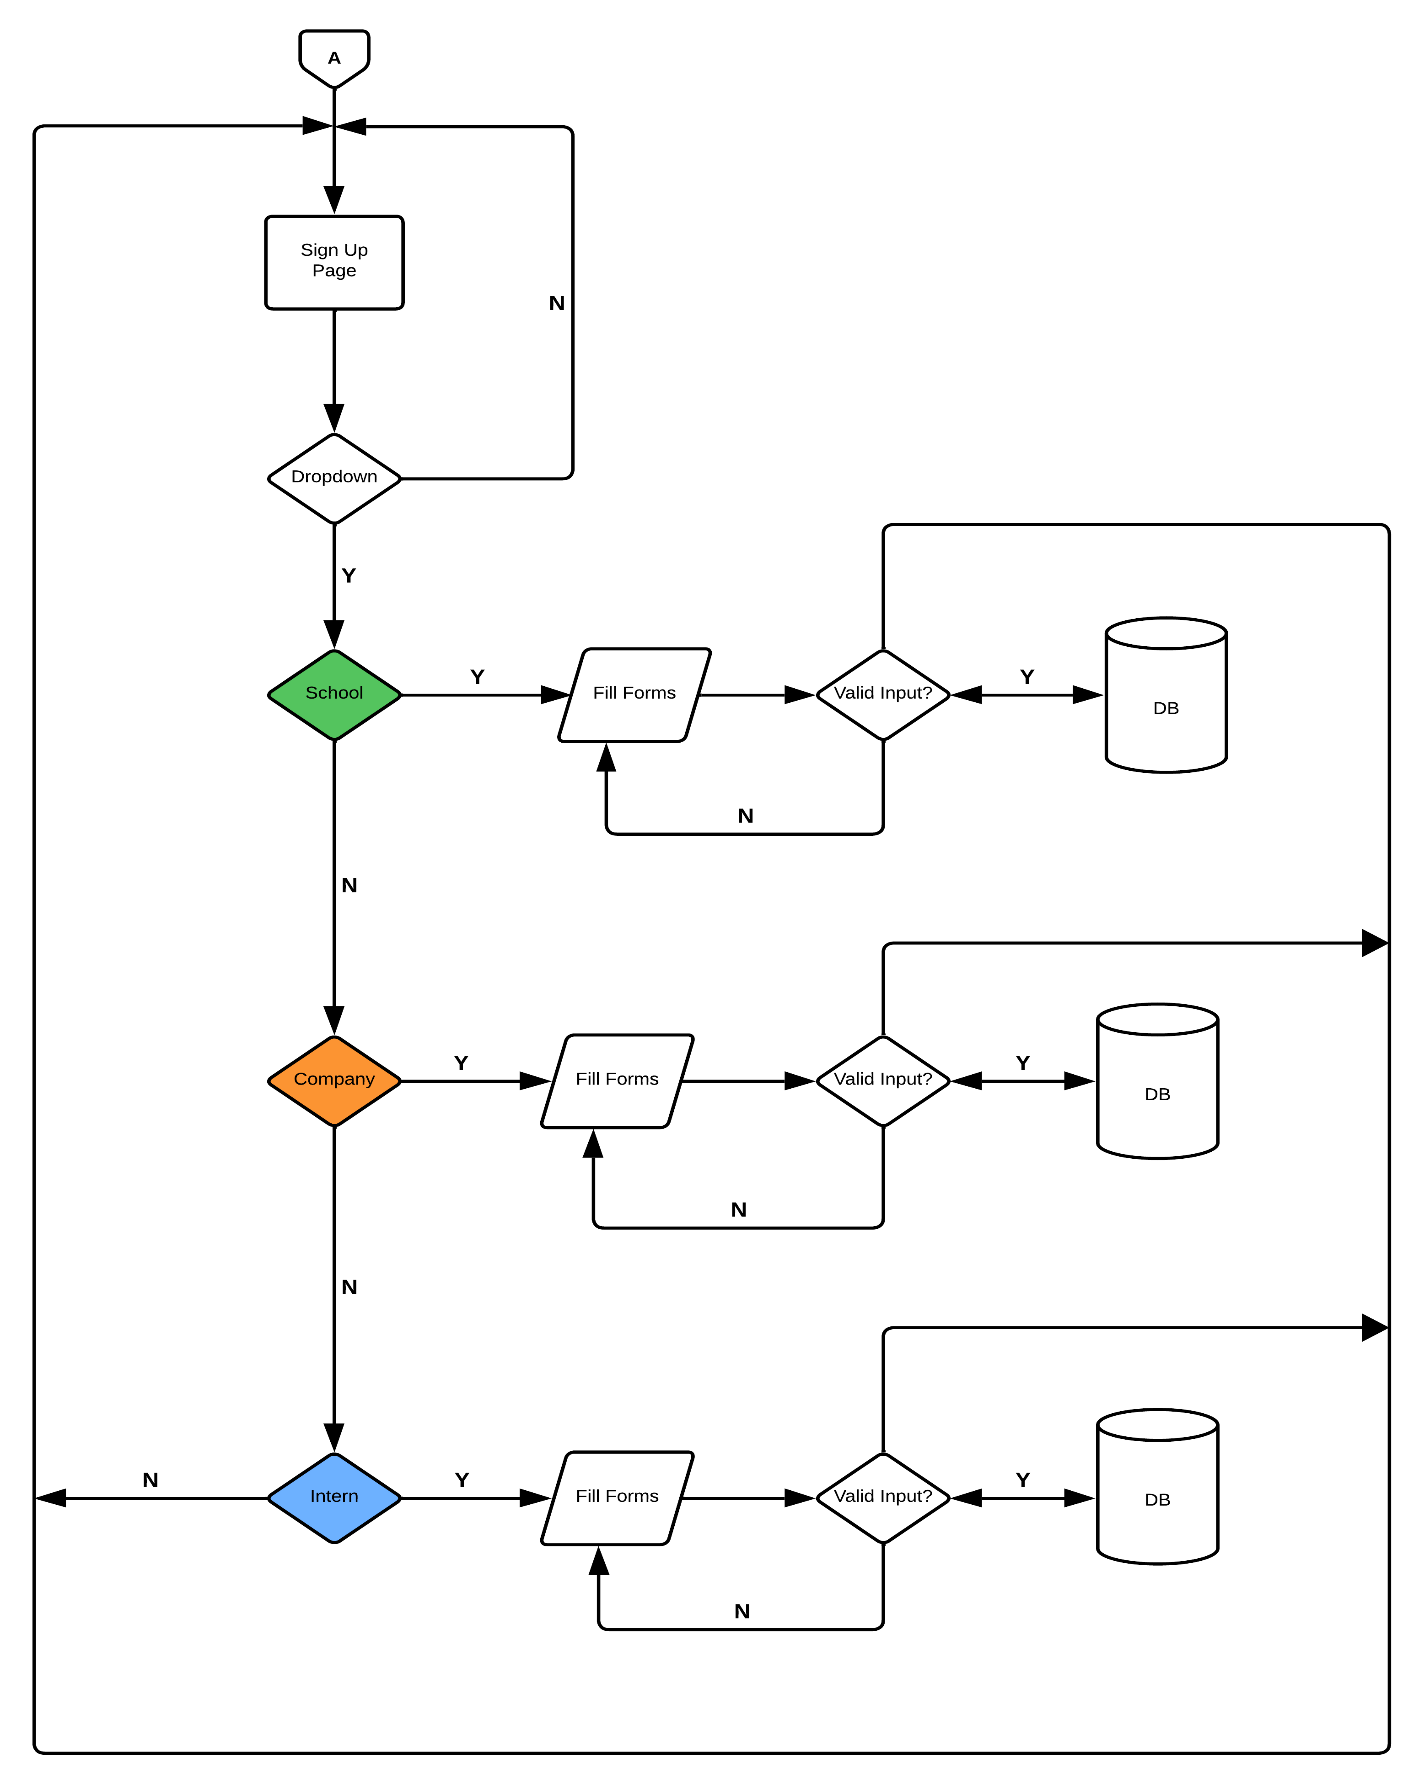 A
Sign Up
Page
N
Dropdown
Y
School
Y
Fill Forms
Valid Input?
Y
DB
N
N
Company
Y
Fill Forms
Valid Input?
Y
DB
N
N
N
Intern
Y
Fill Forms
Valid Input?
Y
DB
N